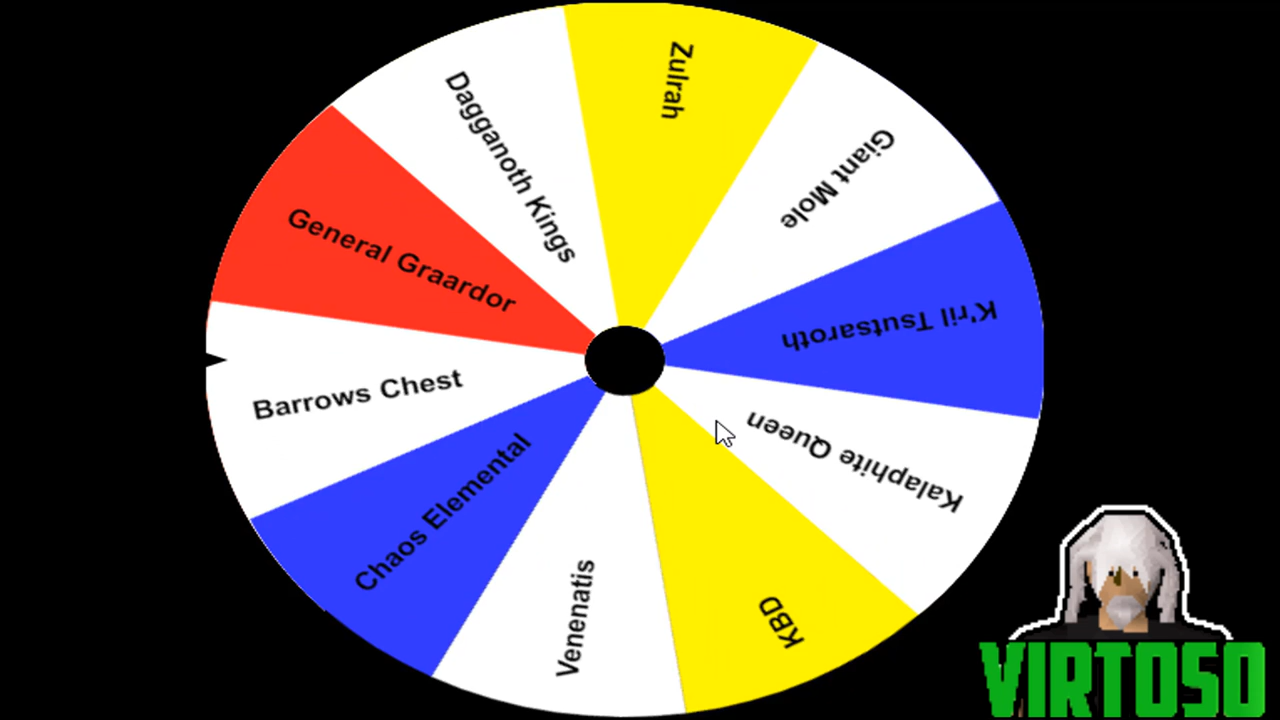 Zulrah
Giant Mole
K'ril Tsutsaroth
Kalaphite Queen
KBD
Venenatis
Chaos Elemental
Barrows Chest
General Graardor
Dagganoth Kings
VIRTOSO